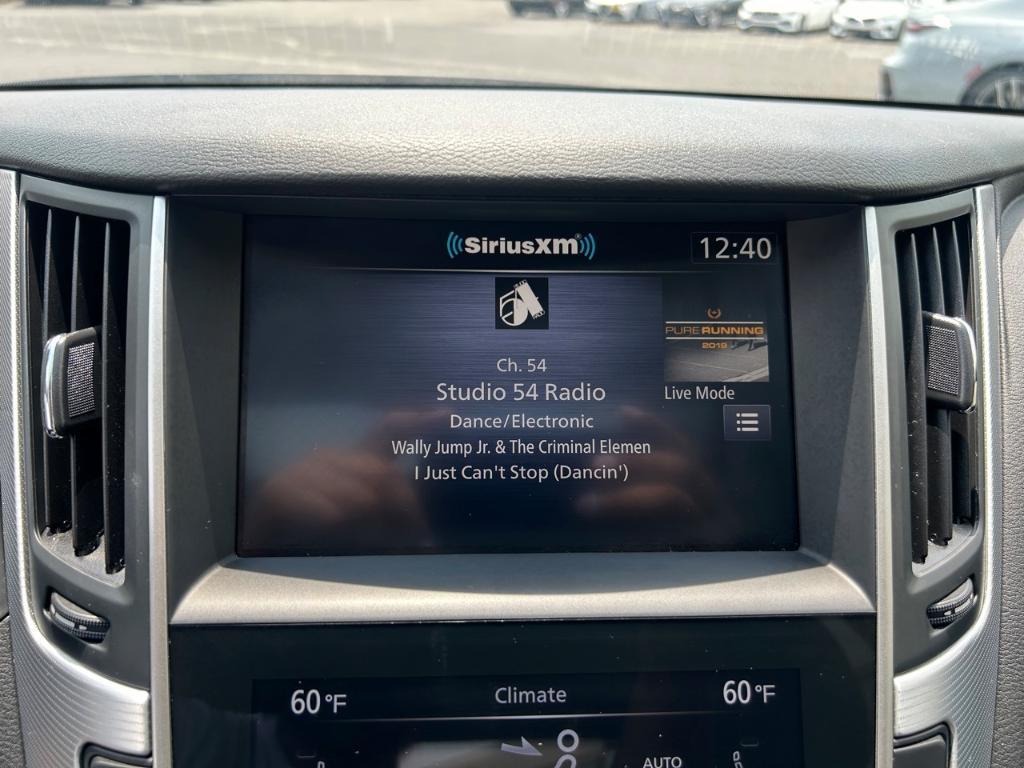 SiriusXM®
12:40
54
PURE RUNNING
2019
Ch. 54
Studio 54 Radio
Live Mode
Dance/Electronic
Wally Jump Jr. & The Criminal Elemen
I Just Can't Stop (Dancin')
60°F
Climate
60°F
AUTO